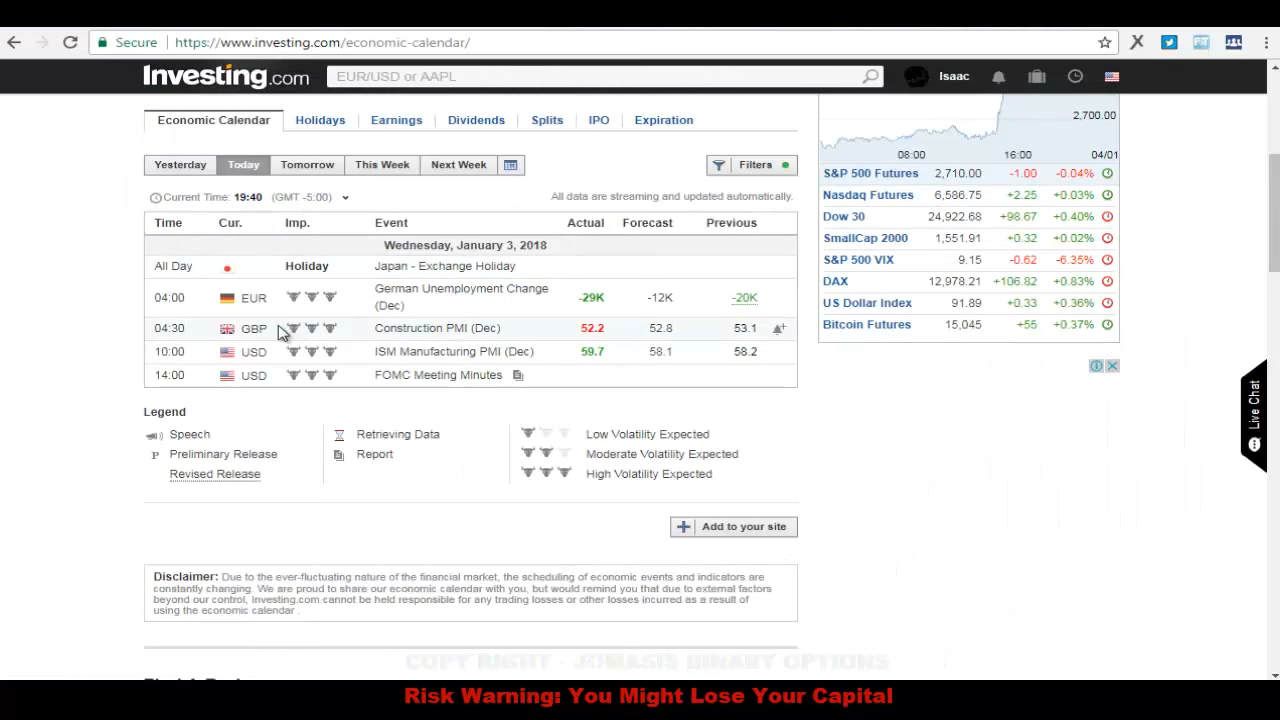 Secure https://www.investing.com/economic-calendar/
Investing.com EUR/USD or AAPL Isaac
Economic Calendar Holidays Earnings Dividends Splits IPO Expiration
2,700.00
08:00 16:00 04/01
Yesterday Today Tomorrow This Week Next Week Filters
S&P 500 Futures 2,710.00 -1.00 -0.04%
Nasdaq Futures 6,586.75 +2.25 +0.03%
Current Time: 19:40 (GMT -5:00) All data are streaming and updated automatically.
Dow 30 24,922.68 +98.67 +0.40%
Time Cur. Imp. Event Actual Forecast Previous
SmallCap 2000 1,551.91 +0.32 +0.02%
Wednesday, January 3, 2018
S&P 500 VIX 9.15 -0.62 -6.35%
All Day Holiday Japan - Exchange Holiday
DAX 12,978.21 +106.82 +0.83%
04:00 EUR German Unemployment Change (Dec) -29K -12K -20K
US Dollar Index 91.89 +0.33 +0.36%
04:30 GBP Construction PMI (Dec) 52.2 52.8 53.1
Bitcoin Futures 15,045 +55 +0.37%
10:00 USD ISM Manufacturing PMI (Dec) 59.7 58.1 58.2
14:00 USD FOMC Meeting Minutes
Live Chat
Legend
Speech Retrieving Data Low Volatility Expected
P Preliminary Release Report Moderate Volatility Expected
Revised Release High Volatility Expected
Add to your site
Disclaimer: Due to the ever-fluctuating nature of the financial market, the scheduling of economic events and indicators are
constantly changing. We are proud to share our economic calendar with you, but would remind you that due to external factors
beyond our control, Investing.com cannot be held responsible for any trading losses or other losses incurred as a result of
using the economic calendar .
COPY RIGHT - JOMASIS BINARY OPTIONS
Risk Warning: You Might Lose Your Capital